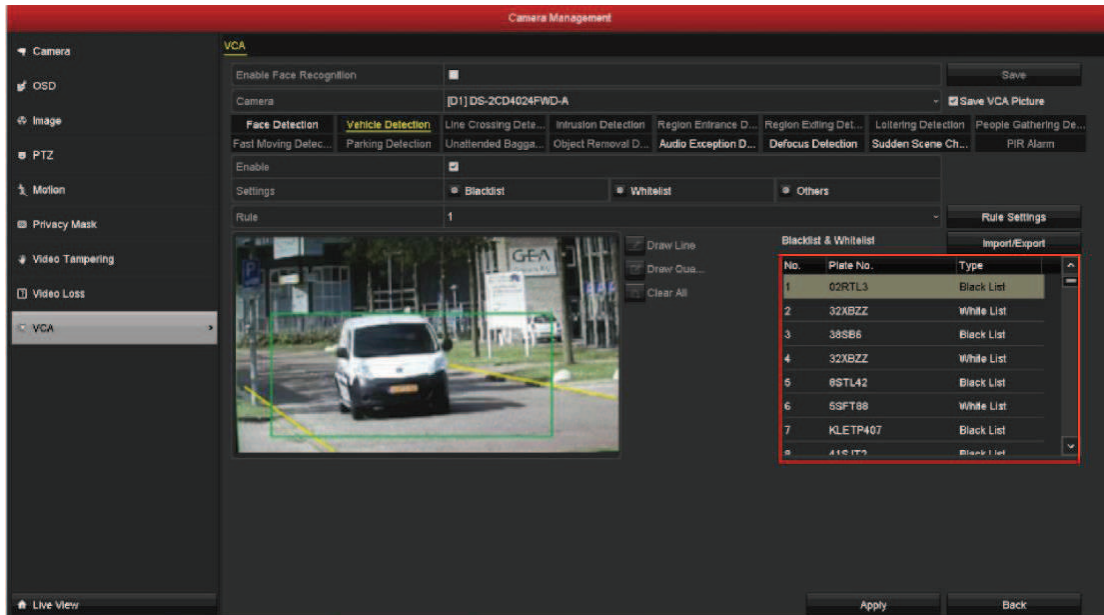 Camera Management
Camera
OSD
Image
PTZ
Motion
Privacy Mask
Video Tampering
Video Loss
VCA
Live View
VCA
Enable Face Recognition
Save
Camera [D1] DS-2CD4024FWD-A Save VCA Picture
Face Detection Vehicle Detection Line Crossing Dete... Intrusion Detection Region Entrance D... Region Exiting Det... Loitering Detection People Gathering De...
Fast Moving Detec... Parking Detection Unattended Bagga... Object Removal D... Audio Exception D... Defocus Detection Sudden Scene Ch... PIR Alarm
Enable
Settings Blacklist Whitelist Others
Rule 1 Rule Settings
P
GEA
Draw Line
Draw Qua...
Clear All
Blacklist & Whitelist Import/Export
No. Plate No. Type
1 02RTL3 Black List
2 32XBZZ White List
3 38SB6 Black List
4 32XBZZ White List
5 8STL42 Black List
6 5SFT88 White List
7 KLETP407 Black List
8 41SJT2 Black List
Apply Back